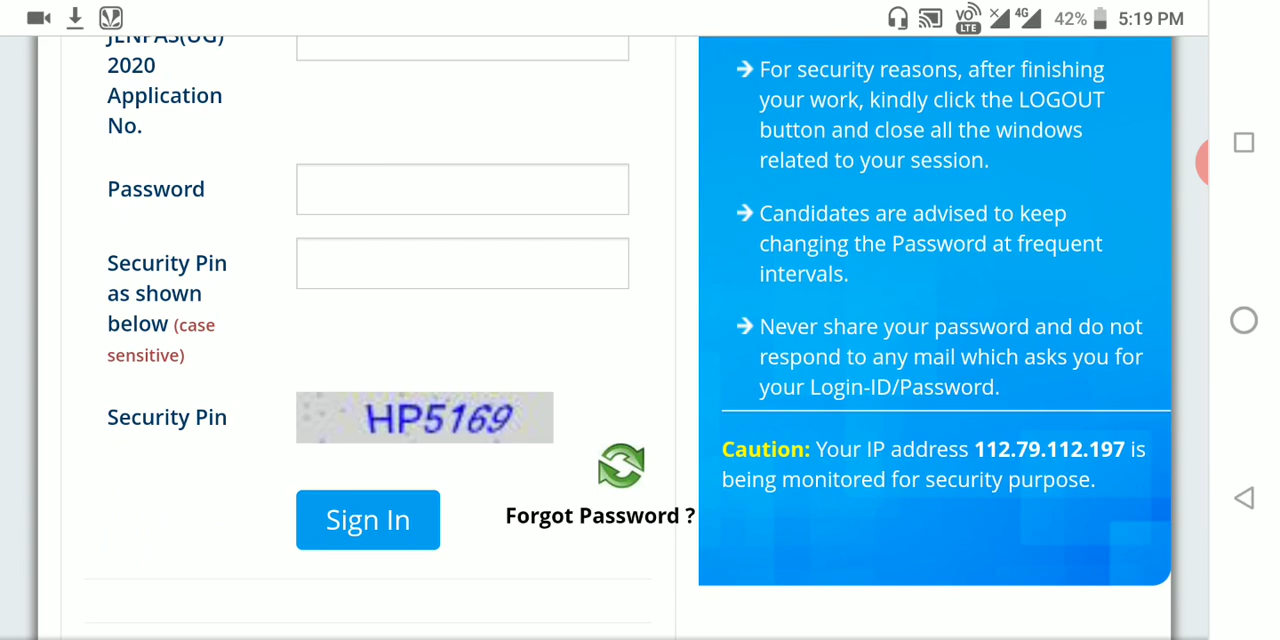 VO
LTE
4G
42%
5:19 PM
JENPAS(UG)
2020
Application
No.
Password
Security Pin
as shown
below (case
sensitive)
Security Pin
HP5169
Sign In
Forgot Password ?
For security reasons, after finishing
your work, kindly click the LOGOUT
button and close all the windows
related to your session.
Candidates are advised to keep
changing the Password at frequent
intervals.
Never share your password and do not
respond to any mail which asks you for
your Login-ID/Password.
Caution: Your IP address 112.79.112.197 is
being monitored for security purpose.